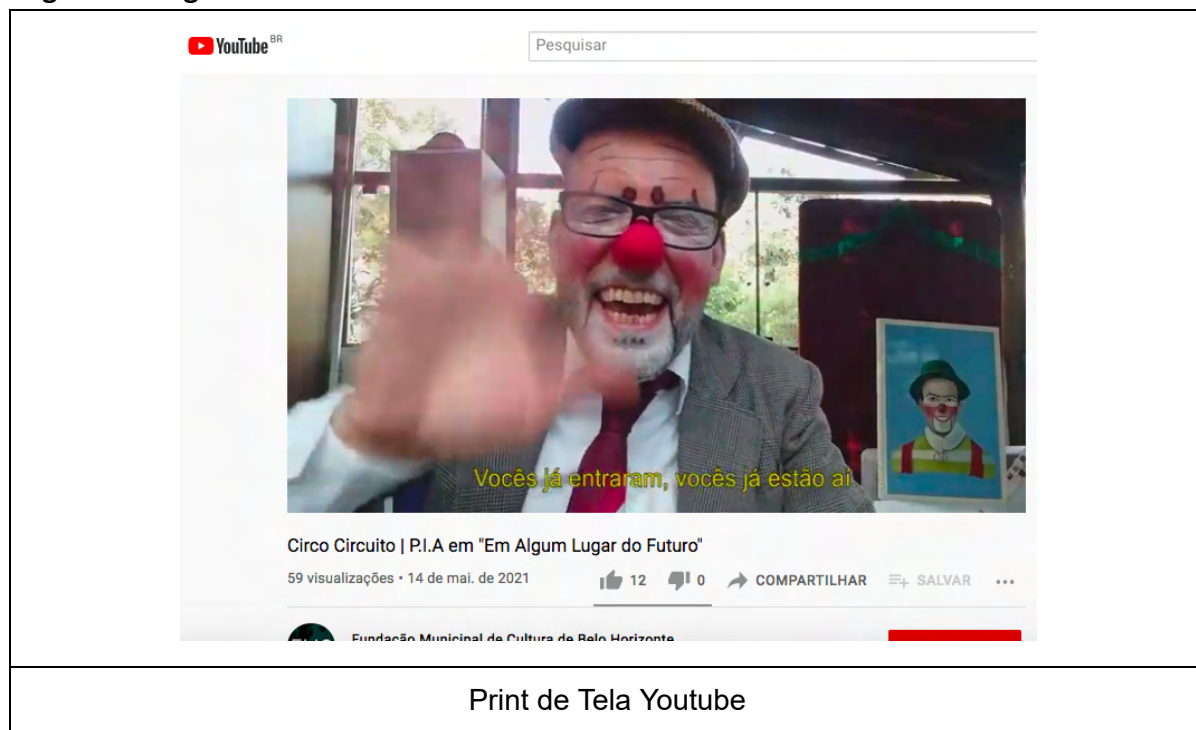 YouTube BR
Pesquisar
Vocês já entraram, vocês já estão aí
Circo Circuito | P.I.A em "Em Algum Lugar do Futuro"
59 visualizações • 14 de mai. de 2021
12
0
COMPARTILHAR
SALVAR
Fundação Municipal de Cultura de Belo Horizonte
Print de Tela Youtube